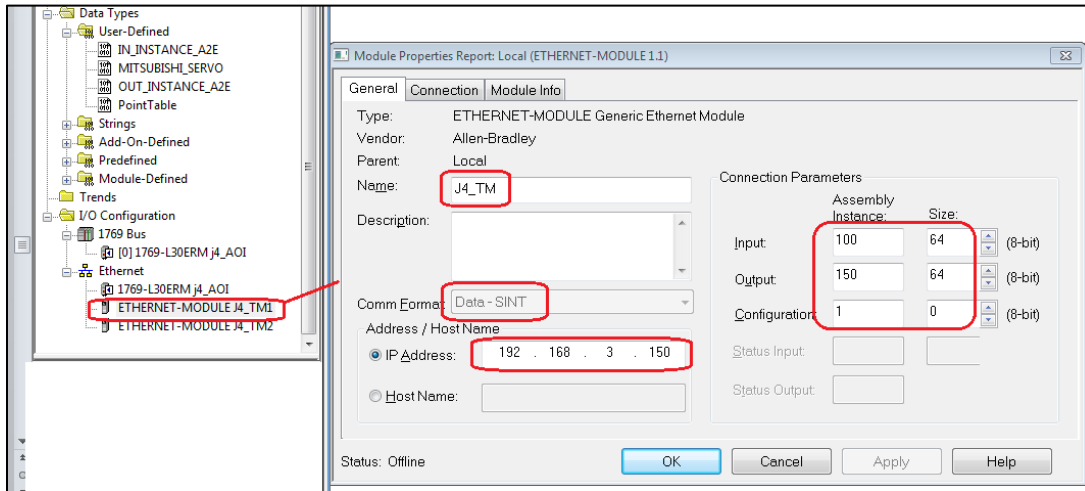 Data Types
User-Defined
IN_INSTANCE_A2E
MITSUBISHI_SERVO
OUT_INSTANCE_A2E
PointTable
Strings
Add-On-Defined
Predefined
Module-Defined
Trends
I/O Configuration
1769 Bus
[0] 1769-L30ERM j4_AOI
Ethernet
1769-L30ERM j4_AOI
ETHERNET-MODULE J4_TM1
ETHERNET-MODULE J4_TM2
Module Properties Report: Local (ETHERNET-MODULE 1.1)
General Connection Module Info
Type: ETHERNET-MODULE Generic Ethernet Module
Vendor: Allen-Bradley
Parent: Local
Name: J4_TM
Description:
Comm Format: Data - SINT
Address / Host Name
IP Address: 192 . 168 . 3 . 150
Host Name:
Connection Parameters
Assembly
Instance: Size:
Input: 100 64 (8-bit)
Output: 150 64 (8-bit)
Configuration: 1 0 (8-bit)
Status Input:
Status Output:
Status: Offline OK Cancel Apply Help